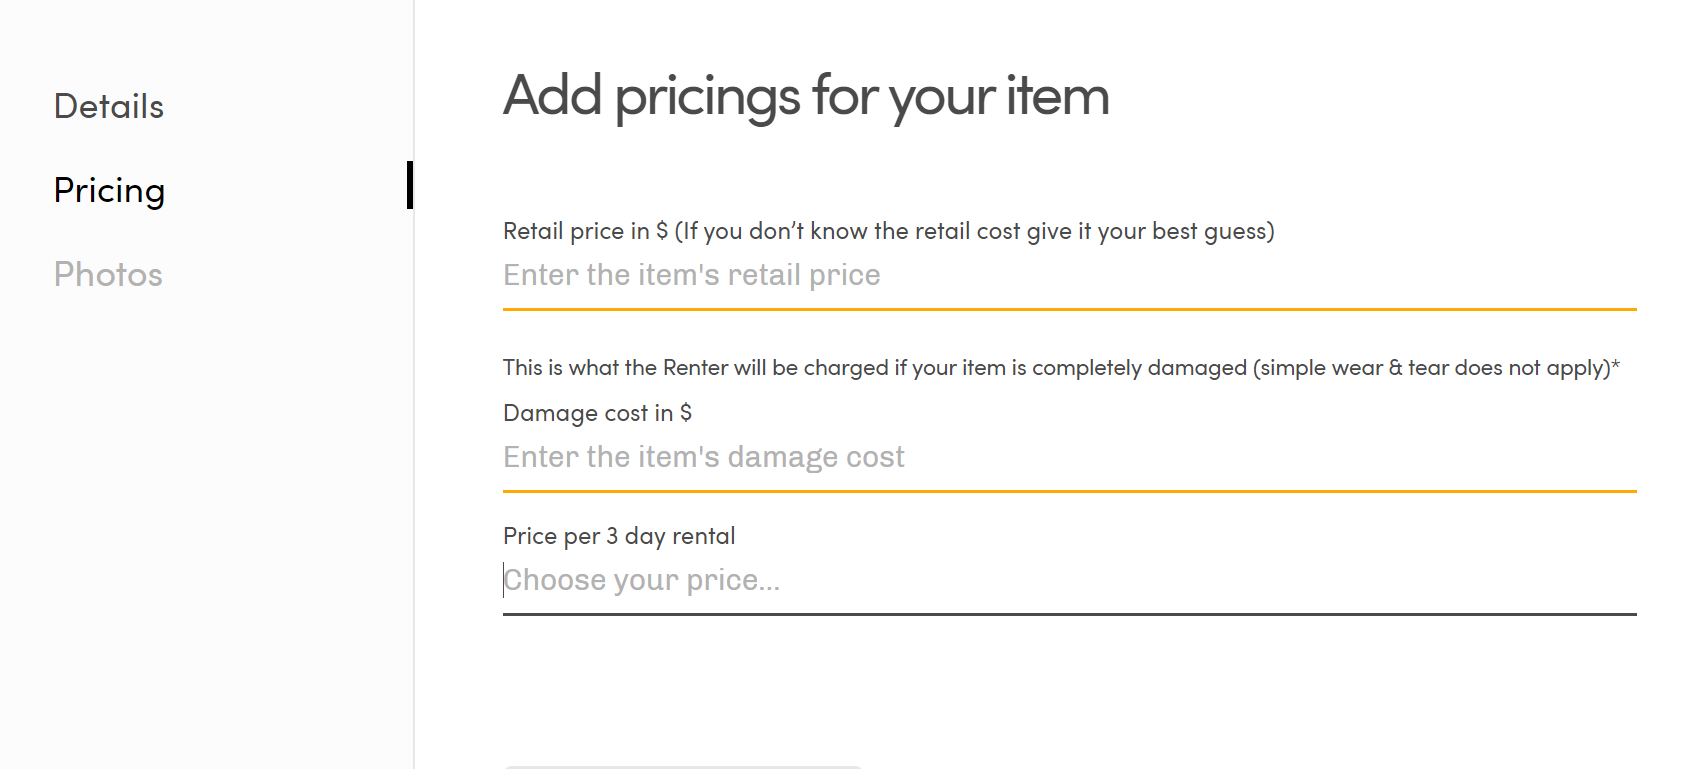 Details
Pricing
Photos
Add pricings for your item
Retail price in $ (If you don’t know the retail cost give it your best guess)
Enter the item's retail price
This is what the Renter will be charged if your item is completely damaged (simple wear & tear does not apply)*
Damage cost in $
Enter the item's damage cost
Price per 3 day rental
Choose your price...